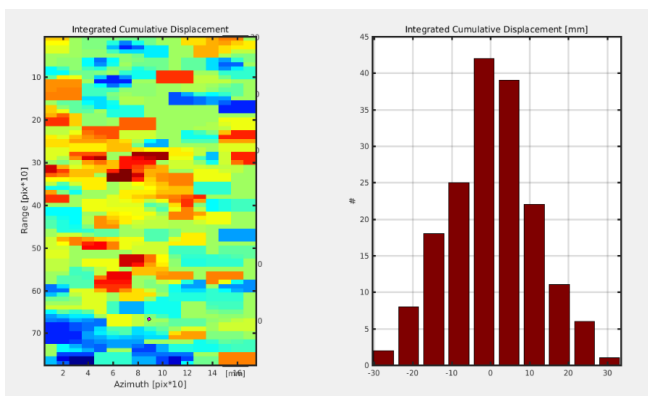 Integrated Cumulative Displacement
10
20
30
40
50
60
70
Range [pix*10]
2 4 6 8 10 12 14 16
[mm]
Azimuth [pix*10]
Integrated Cumulative Displacement [mm]
45
40
35
30
25
20
15
10
5
0
#
-30 -20 -10 0 10 20 30